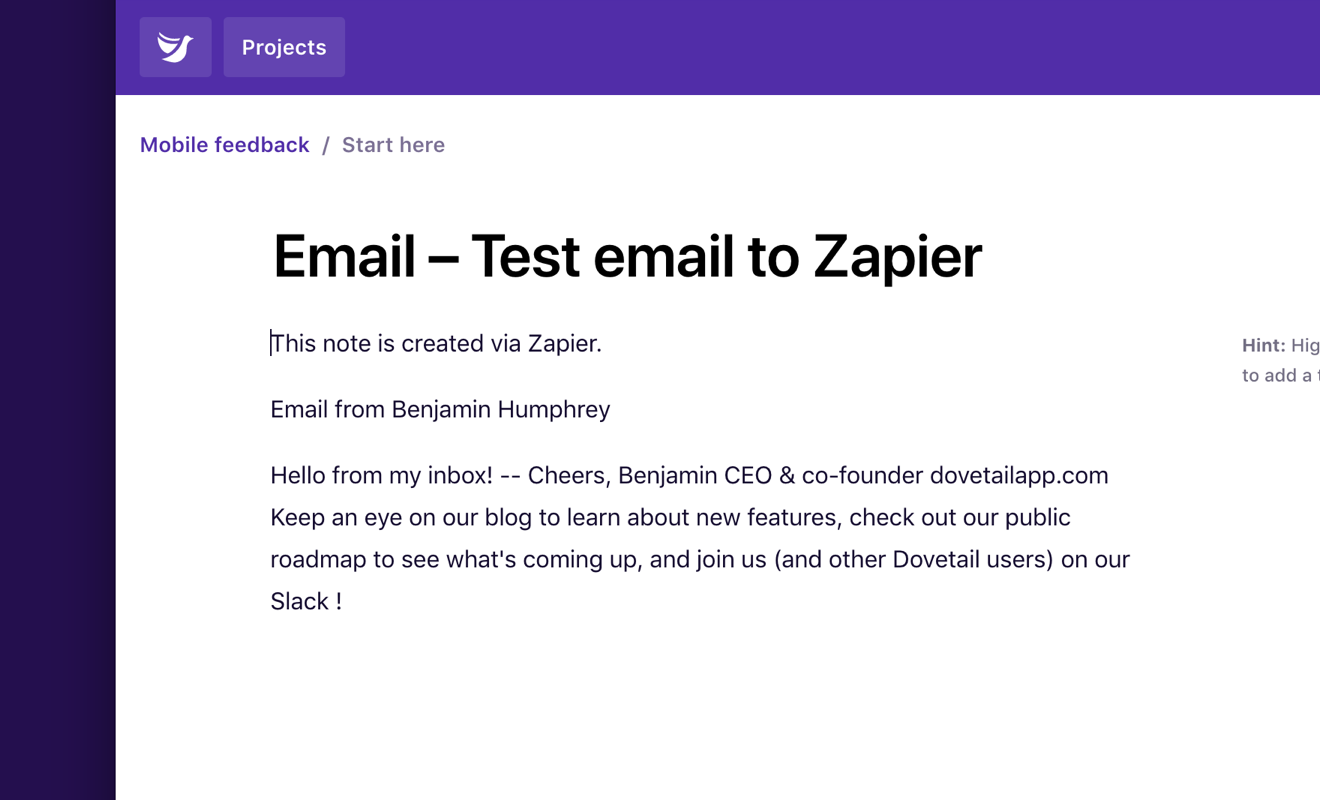 Projects
Mobile feedback / Start here
Email – Test email to Zapier
This note is created via Zapier.
Hint:
to add a
Email from Benjamin Humphrey
Hello from my inbox! -- Cheers, Benjamin CEO & co-founder dovetailapp.com
Keep an eye on our blog to learn about new features, check out our public
roadmap to see what's coming up, and join us (and other Dovetail users) on our
Slack !